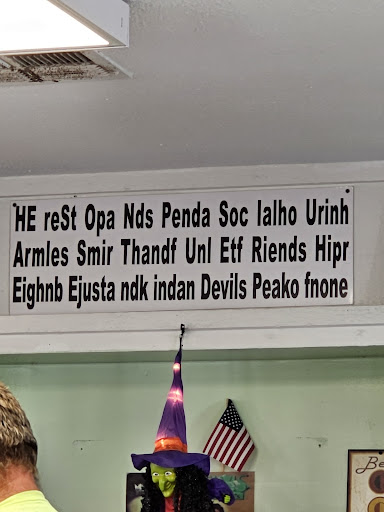 HE reSt Opa Nds Penda Soc Ialho Urinh
Armles Smir Thandf Unl Etf Riends Hipr
Eighnb Ejusta ndk indan Devils Peako fnone
Be